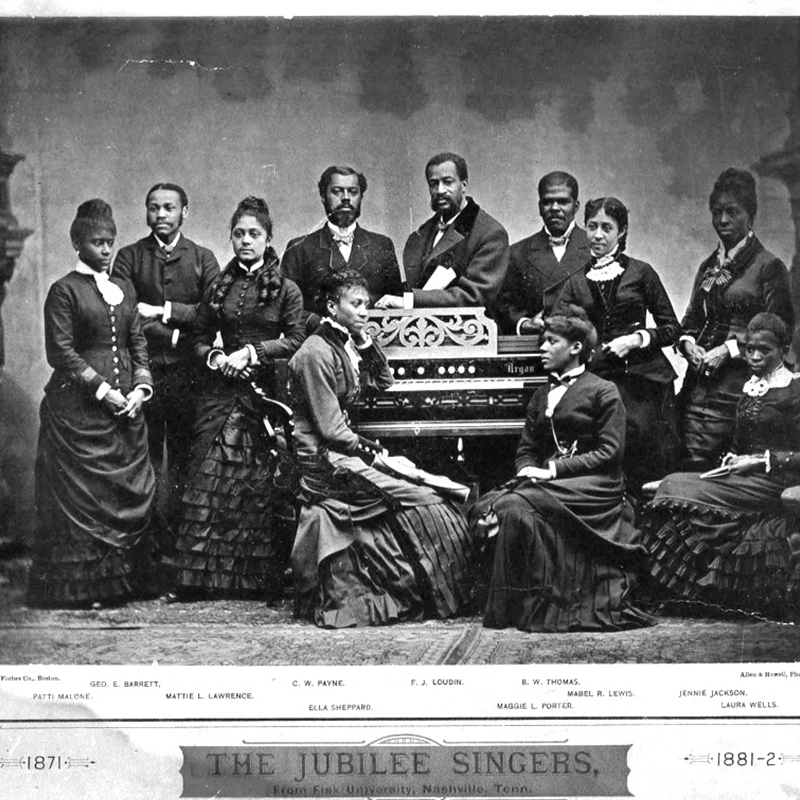 Organ
Forbes Co., Boston.
Allen & Rowell, Pho
GEO. E. BARRETT.
C. W. PAYNE.
F. J. LOUDIN.
B. W. THOMAS.
PATTI MALONE.
MATTIE L. LAWRENCE.
MABEL R. LEWIS.
JENNIE JACKSON.
ELLA SHEPPARD.
MAGGIE L. PORTER.
LAURA WELLS.
1871
THE JUBILEE SINGERS,
From Fisk University, Nashville, Tenn.
1881-2